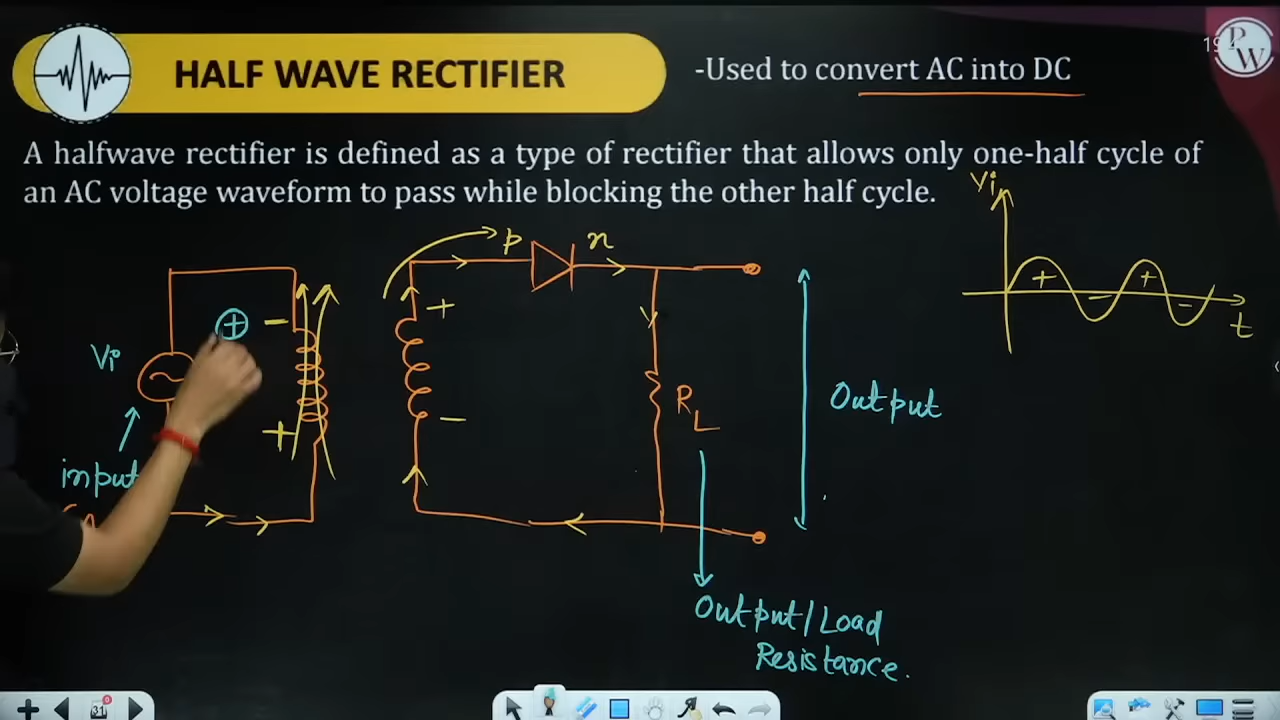 HALF WAVE RECTIFIER
-Used to convert AC into DC
PW
A halfwave rectifier is defined as a type of rectifier that allows only one-half cycle of
an AC voltage waveform to pass while blocking the other half cycle.
Vi
+ - + -
t
p n
+
-
+
-
+
Vi
input
RL
Output
Output/Load
Resistance.
31